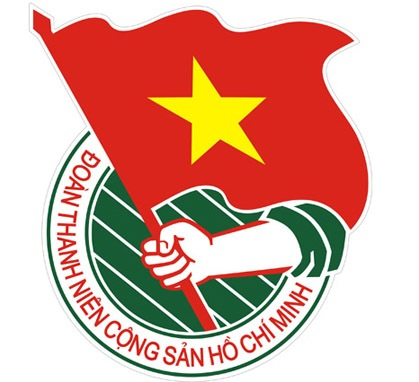 ĐOÀN THANH NIÊN CỘNG SẢN HỒ CHÍ MINH